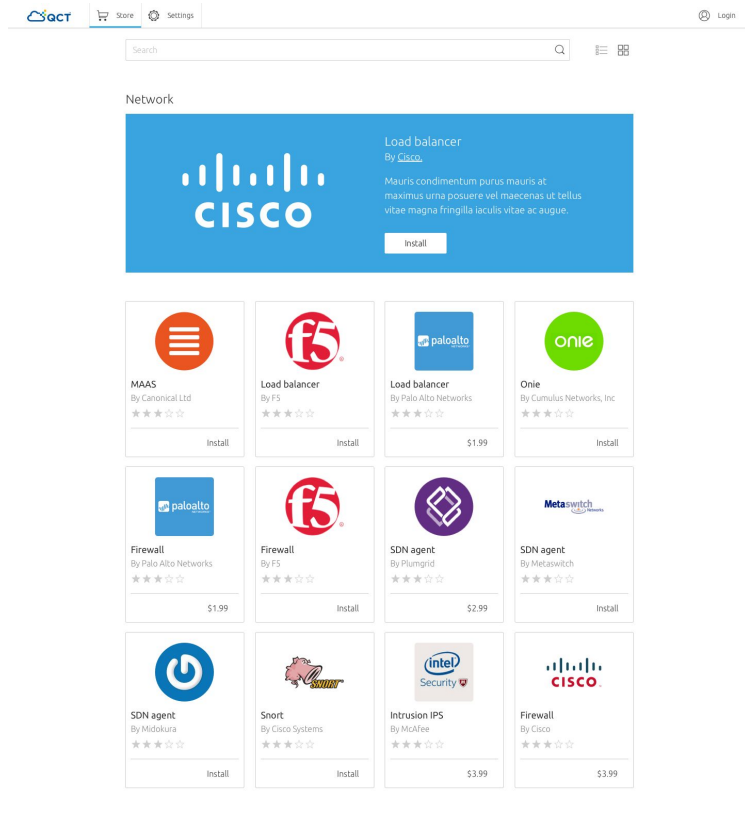 QCT
Store
Settings
Login
Search
Network
CISCO
Load balancer
By Cisco.
Mauris condimentum purus mauris at
maximus urna posuere vel maecenas ut tellus
vitae magna fringilla iaculis vitae ac augue.
Install
f5
paloalto
NETWORKS
onie
MAAS
Load balancer
Load balancer
Onie
By Canonical Ltd
By F5
By Palo Alto Networks
By Cumulus Networks, Inc
Install
Install
$1.99
Install
paloalto
NETWORKS
f5
Metaswitch
Networks
Firewall
Firewall
SDN agent
SDN agent
By Palo Alto Networks
By F5
By Plumgrid
By Metaswitch
$1.99
Install
$2.99
Install
SNORT
intel
Security
CISCO
SDN agent
Snort
Intrusion IPS
Firewall
By Midokura
By Cisco Systems
By McAfee
By Cisco
Install
Install
$3.99
$3.99